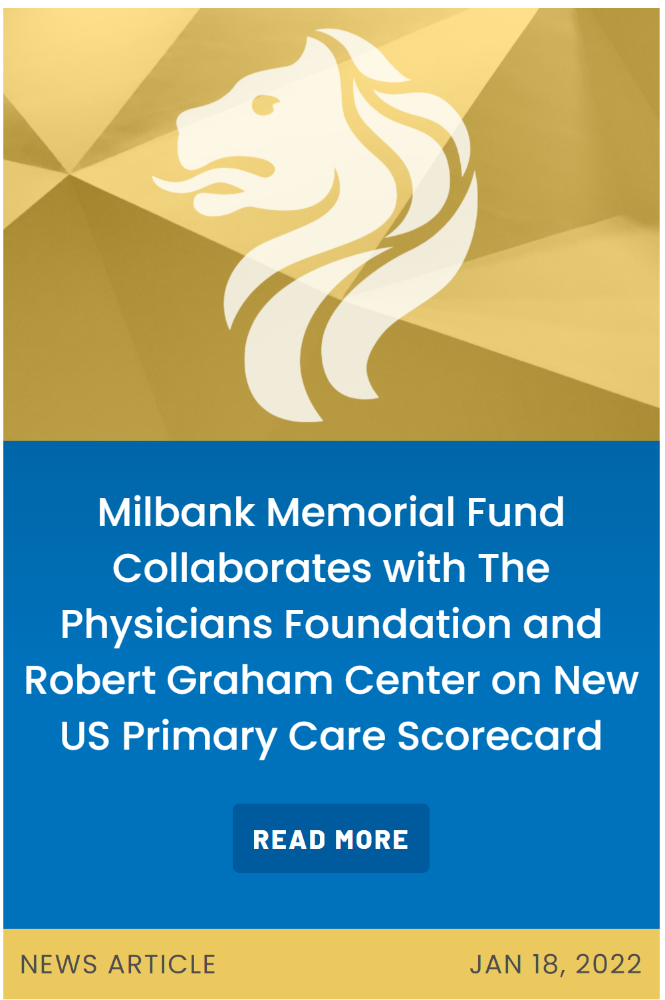 Milbank Memorial Fund
Collaborates with The
Physicians Foundation and
Robert Graham Center on New
US Primary Care Scorecard
READ MORE
NEWS ARTICLE
JAN 18, 2022